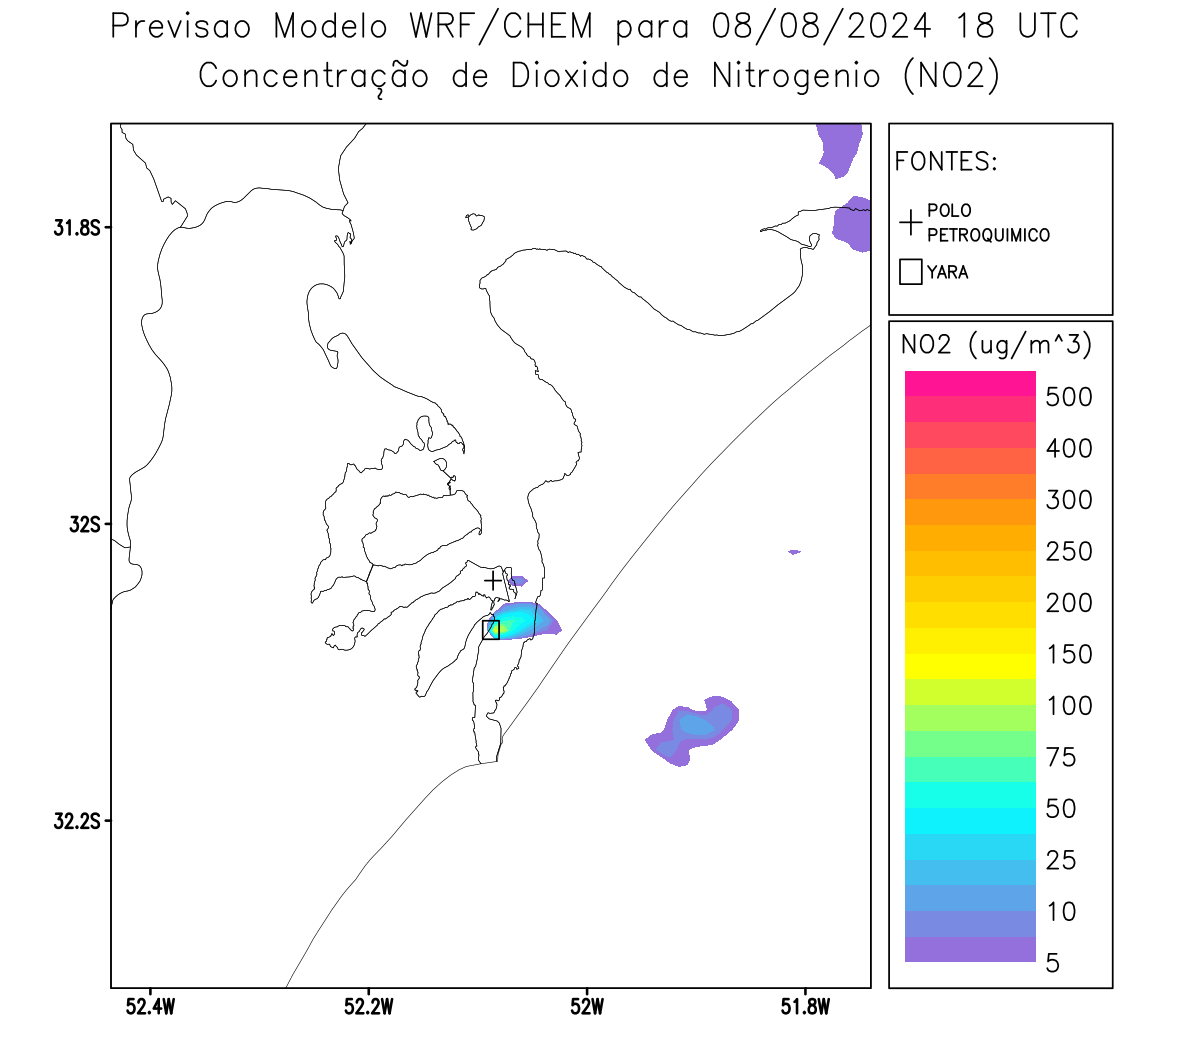 Previsao Modelo WRF/CHEM para 08/08/2024 18 UTC
Concentração de Dioxido de Nitrogenio (NO2)
FONTES:
POLO
PETROQUIMICO
YARA
NO2 (ug/m^3)
500
400
300
250
200
150
100
75
50
25
10
5
31.8S
32S
32.2S
52.4W
52.2W
52W
51.8W